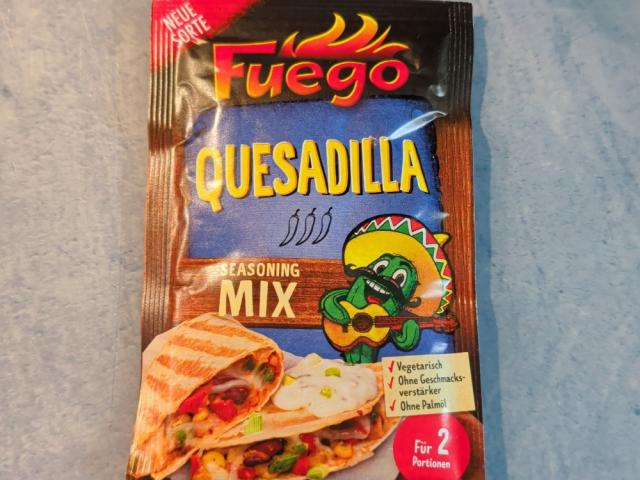 NEUE
SORTE
Fuego
QUESADILLA
SEASONING
MIX
Vegetarisch
Ohne Geschmacks-
verstärker
Ohne Palmöl
Für 2
Portionen